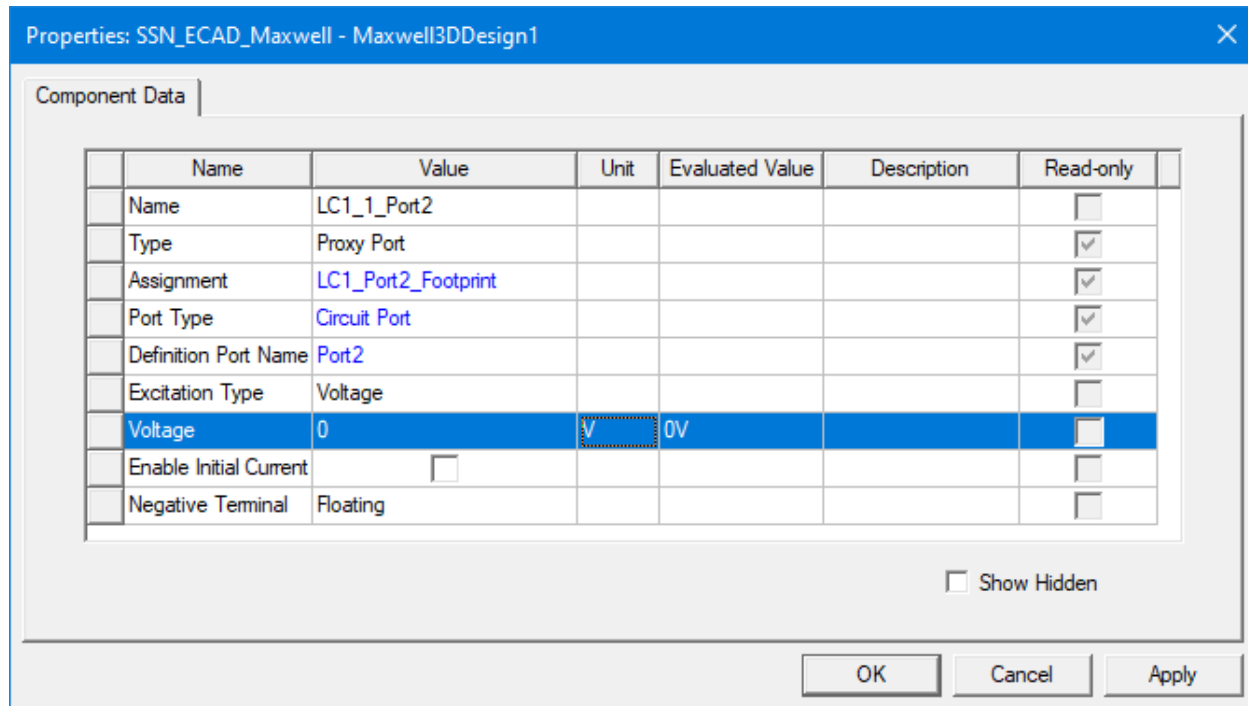 Properties: SSN_ECAD_Maxwell - Maxwell3DDesign1
Component Data
Name Value Unit Evaluated Value Description Read-only
Name LC1_1_Port2
Type Proxy Port
Assignment LC1_Port2_Footprint
Port Type Circuit Port
Definition Port Name Port2
Excitation Type Voltage
Voltage 0 V 0V
Enable Initial Current
Negative Terminal Floating
Show Hidden
OK Cancel Apply